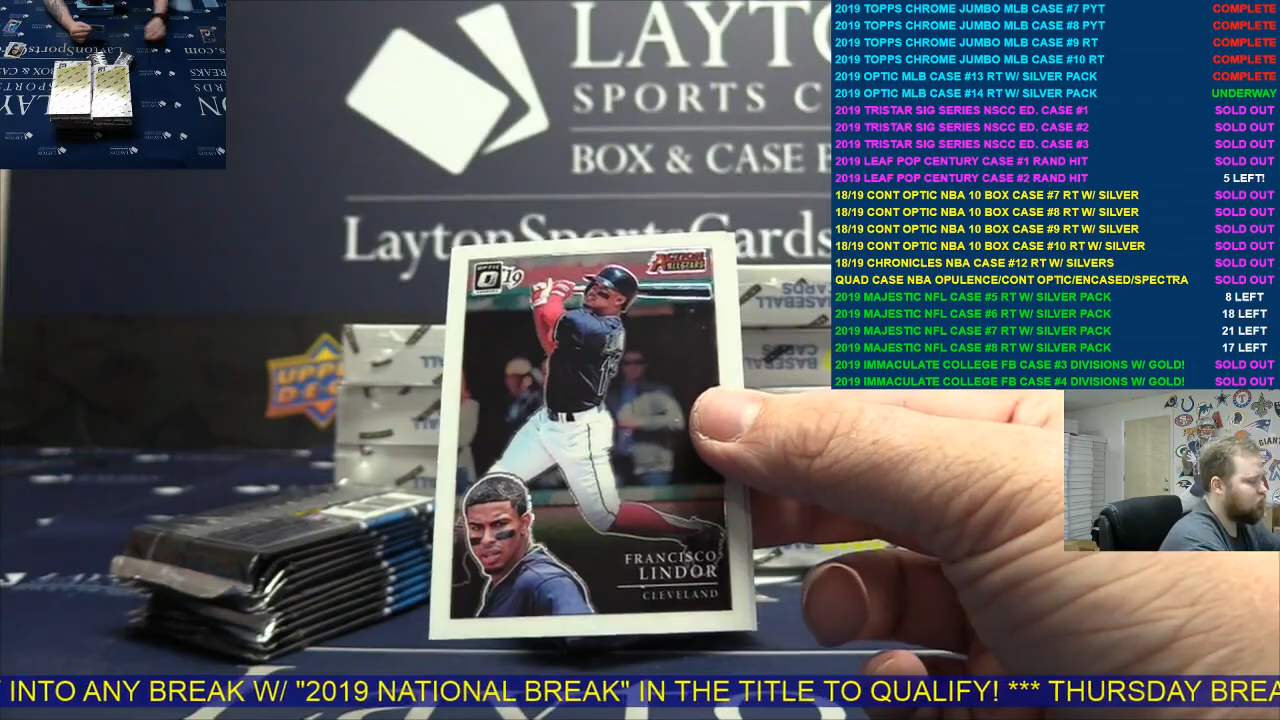 LAYTON
SPORTS C
BOX & CASE
LaytonSportsCards
2019 TOPPS CHROME JUMBO MLB CASE #7 PYT COMPLETE
2019 TOPPS CHROME JUMBO MLB CASE #8 PYT COMPLETE
2019 TOPPS CHROME JUMBO MLB CASE #9 RT COMPLETE
2019 TOPPS CHROME JUMBO MLB CASE #10 RT COMPLETE
2019 OPTIC MLB CASE #13 RT W/ SILVER PACK COMPLETE
2019 OPTIC MLB CASE #14 RT W/ SILVER PACK UNDERWAY
2019 TRISTAR SIG SERIES NSCC ED. CASE #1 SOLD OUT
2019 TRISTAR SIG SERIES NSCC ED. CASE #2 SOLD OUT
2019 TRISTAR SIG SERIES NSCC ED. CASE #3 SOLD OUT
2019 LEAF POP CENTURY CASE #1 RAND HIT SOLD OUT
2019 LEAF POP CENTURY CASE #2 RAND HIT 5 LEFT!
18/19 CONT OPTIC NBA 10 BOX CASE #7 RT W/ SILVER SOLD OUT
18/19 CONT OPTIC NBA 10 BOX CASE #8 RT W/ SILVER SOLD OUT
18/19 CONT OPTIC NBA 10 BOX CASE #9 RT W/ SILVER SOLD OUT
18/19 CONT OPTIC NBA 10 BOX CASE #10 RT W/ SILVER SOLD OUT
18/19 CHRONICLES NBA CASE #12 RT W/ SILVERS SOLD OUT
QUAD CASE NBA OPULENCE/CONT OPTIC/ENCASED/SPECTRA SOLD OUT
2019 MAJESTIC NFL CASE #5 RT W/ SILVER PACK 8 LEFT
2019 MAJESTIC NFL CASE #6 RT W/ SILVER PACK 18 LEFT
2019 MAJESTIC NFL CASE #7 RT W/ SILVER PACK 21 LEFT
2019 MAJESTIC NFL CASE #8 RT W/ SILVER PACK 17 LEFT
2019 IMMACULATE COLLEGE FB CASE #3 DIVISIONS W/ GOLD! SOLD OUT
2019 IMMACULATE COLLEGE FB CASE #4 DIVISIONS W/ GOLD! SOLD OUT
OPTIC 19
ALL-STARS
BASEBALL
CARDS
UPPER
DECK
FRANCISCO
LINDOR
CLEVELAND
INTO ANY BREAK W/ "2019 NATIONAL BREAK" IN THE TITLE TO QUALIFY! *** THURSDAY BREA